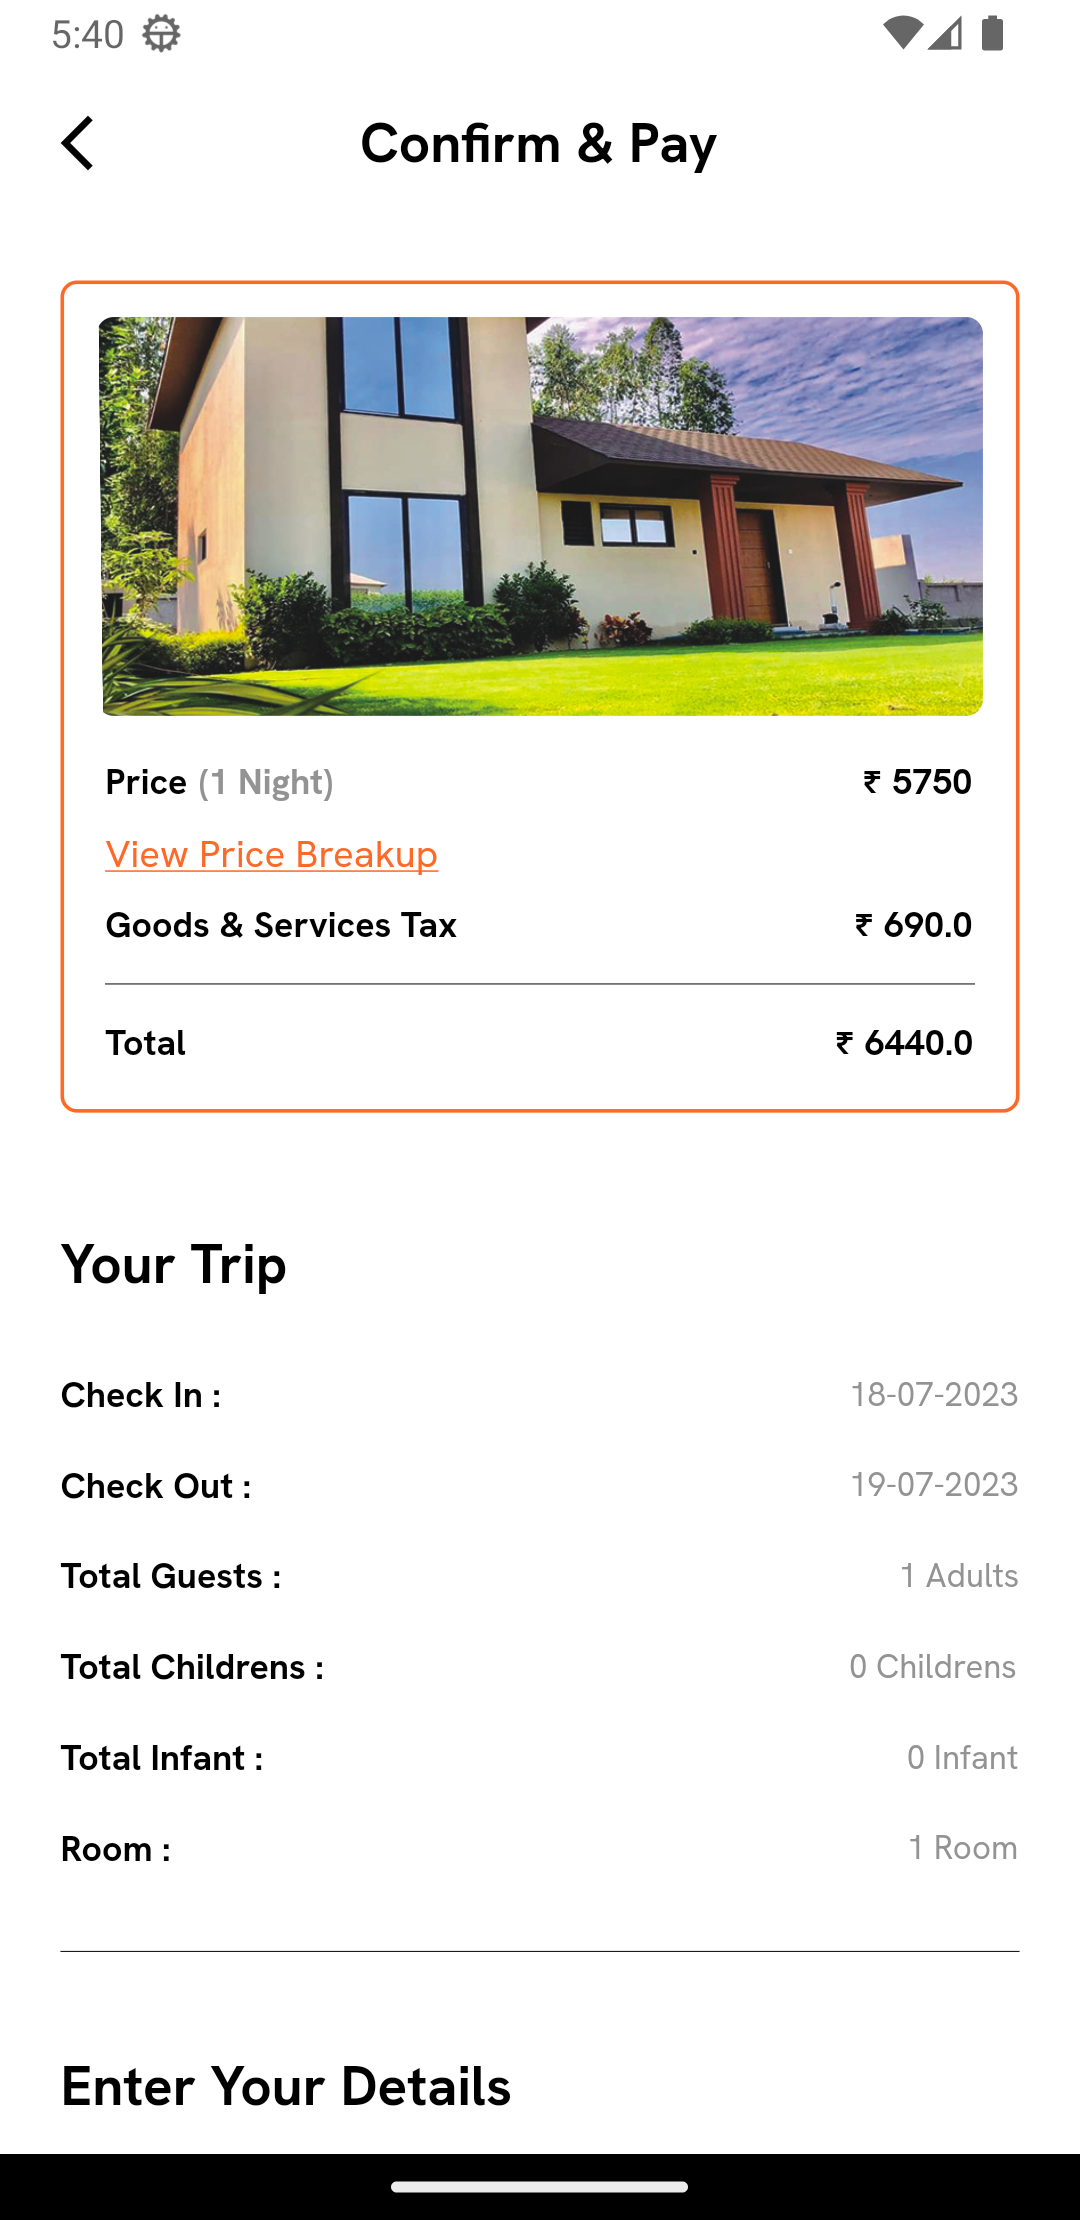 5:40
Confirm & Pay
Price (1 Night) ₹ 5750
View Price Breakup
Goods & Services Tax ₹ 690.0
Total ₹ 6440.0
Your Trip
Check In : 18-07-2023
Check Out : 19-07-2023
Total Guests : 1 Adults
Total Childrens : 0 Childrens
Total Infant : 0 Infant
Room : 1 Room
Enter Your Details